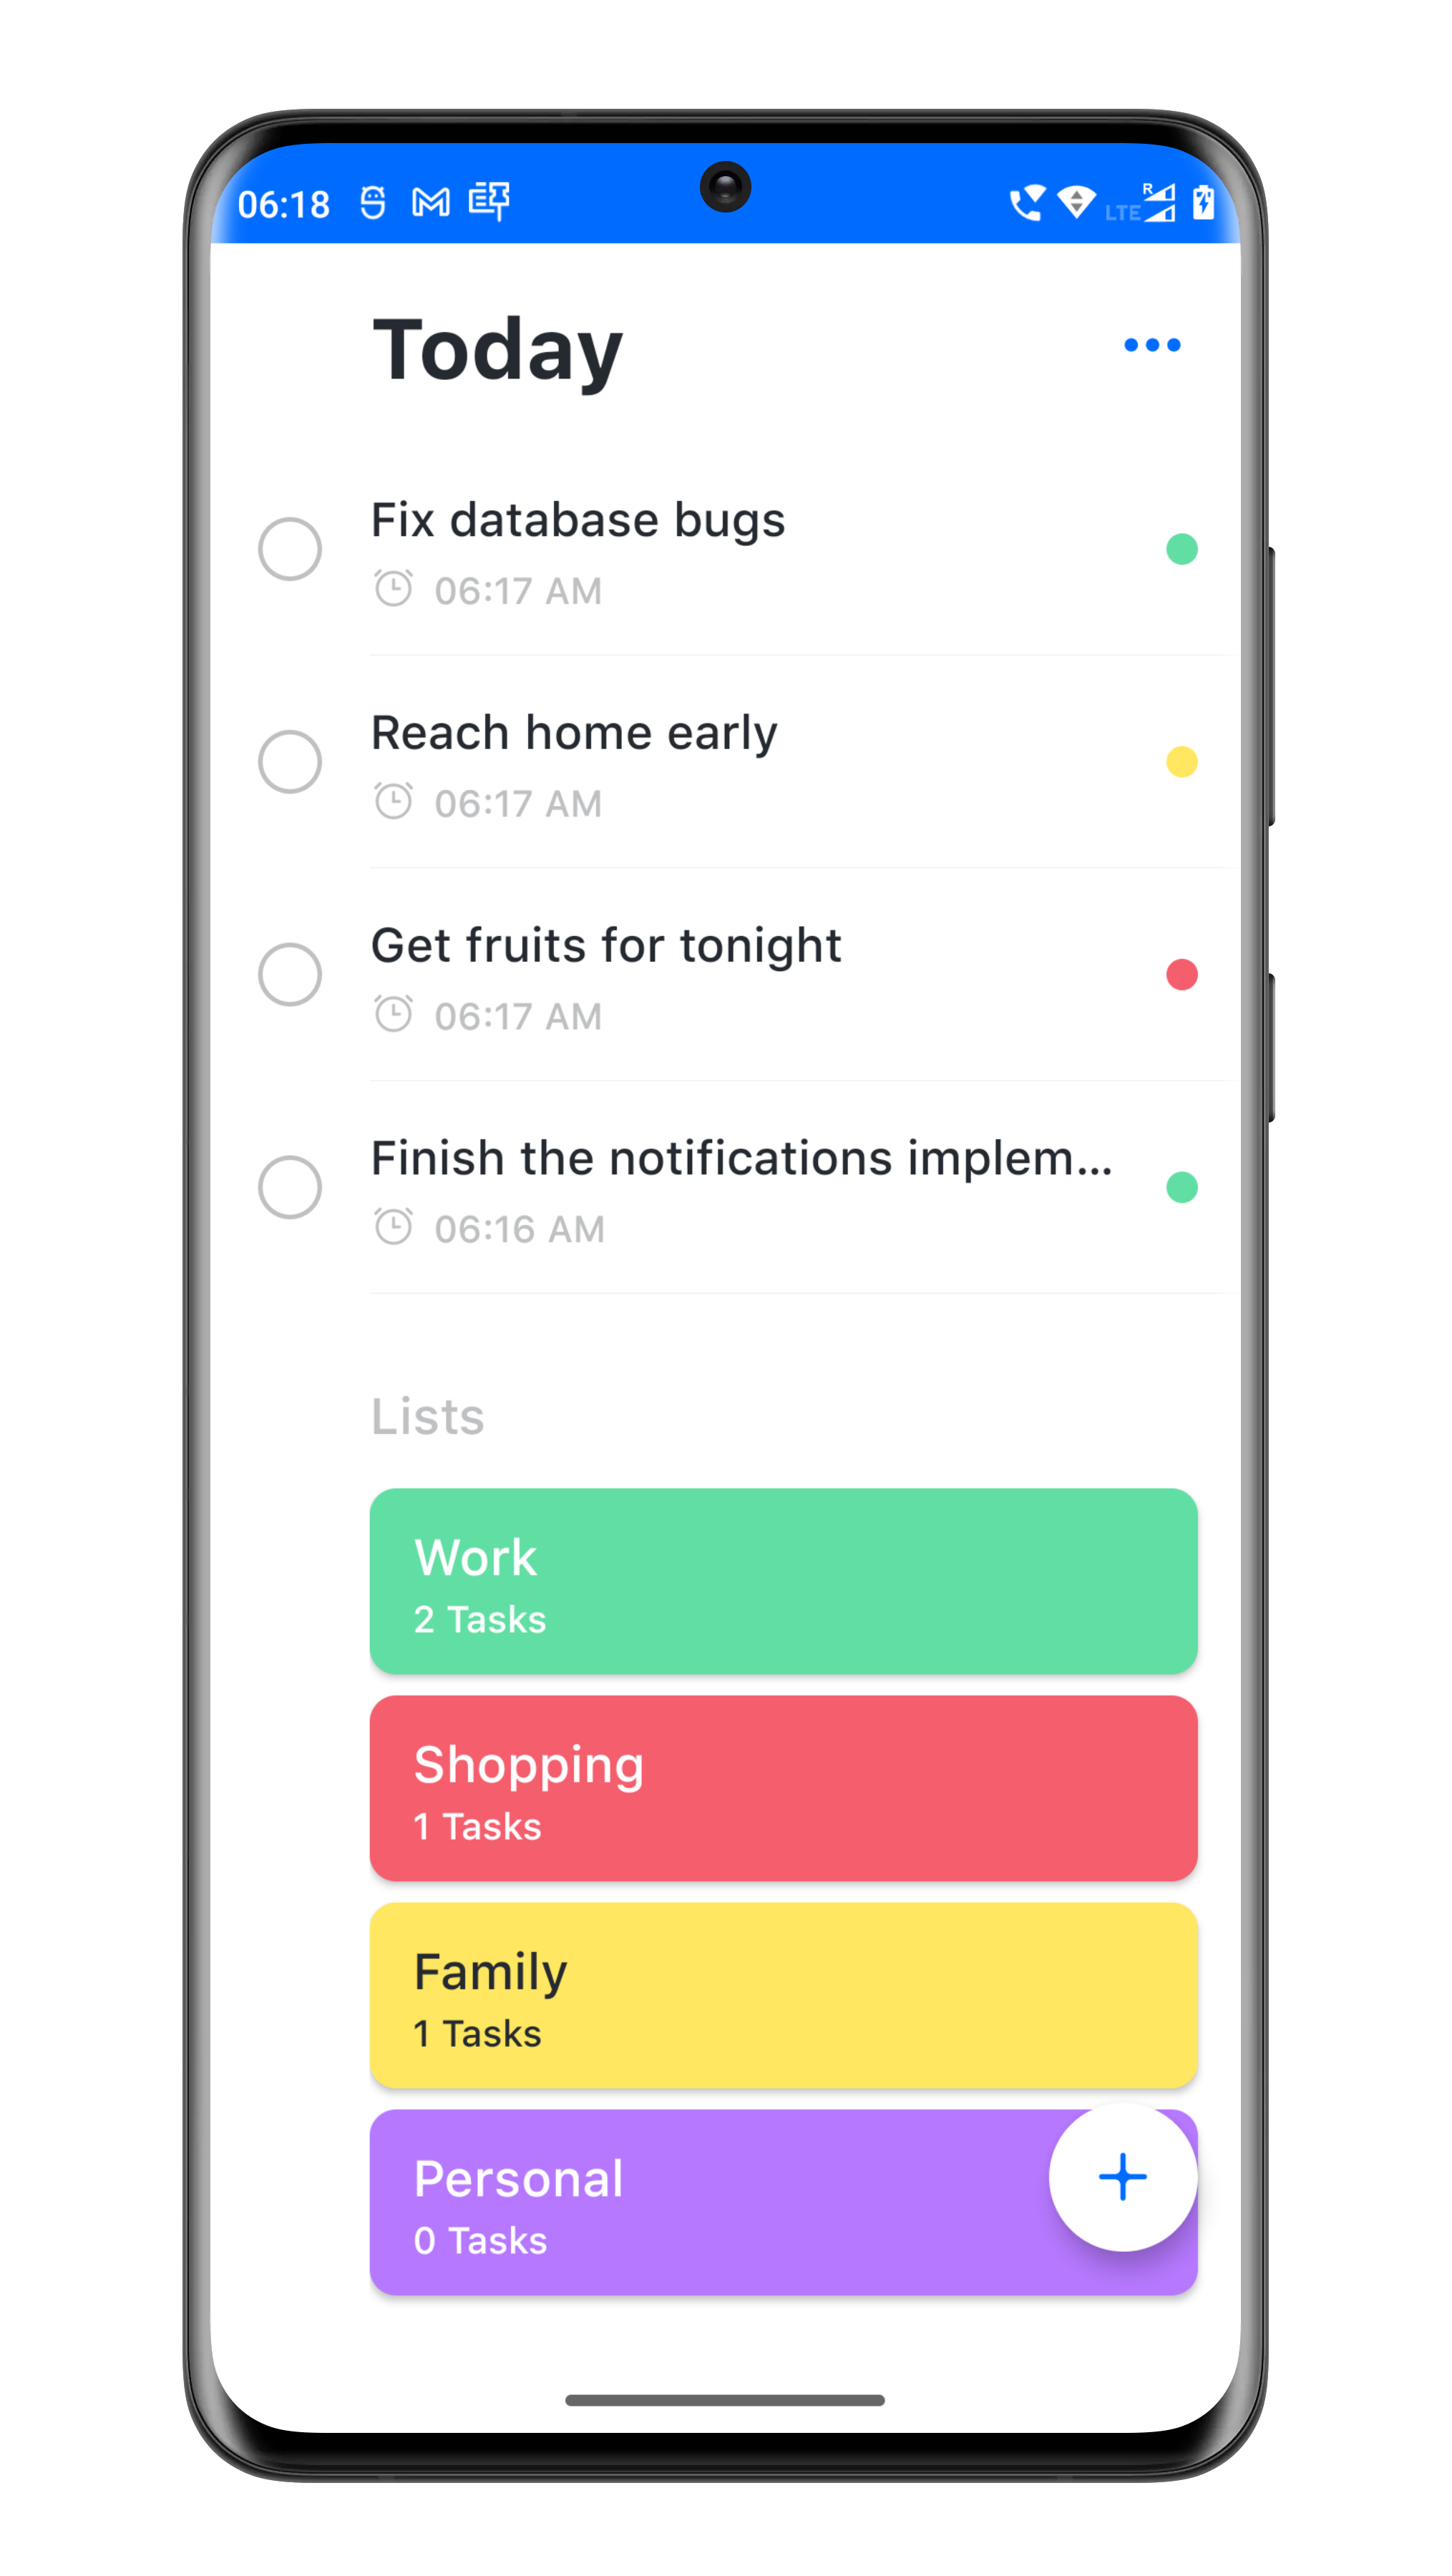 06:18
LTE R
Today
Fix database bugs
06:17 AM
Reach home early
06:17 AM
Get fruits for tonight
06:17 AM
Finish the notifications implem...
06:16 AM
Lists
Work
2 Tasks
Shopping
1 Tasks
Family
1 Tasks
Personal
0 Tasks